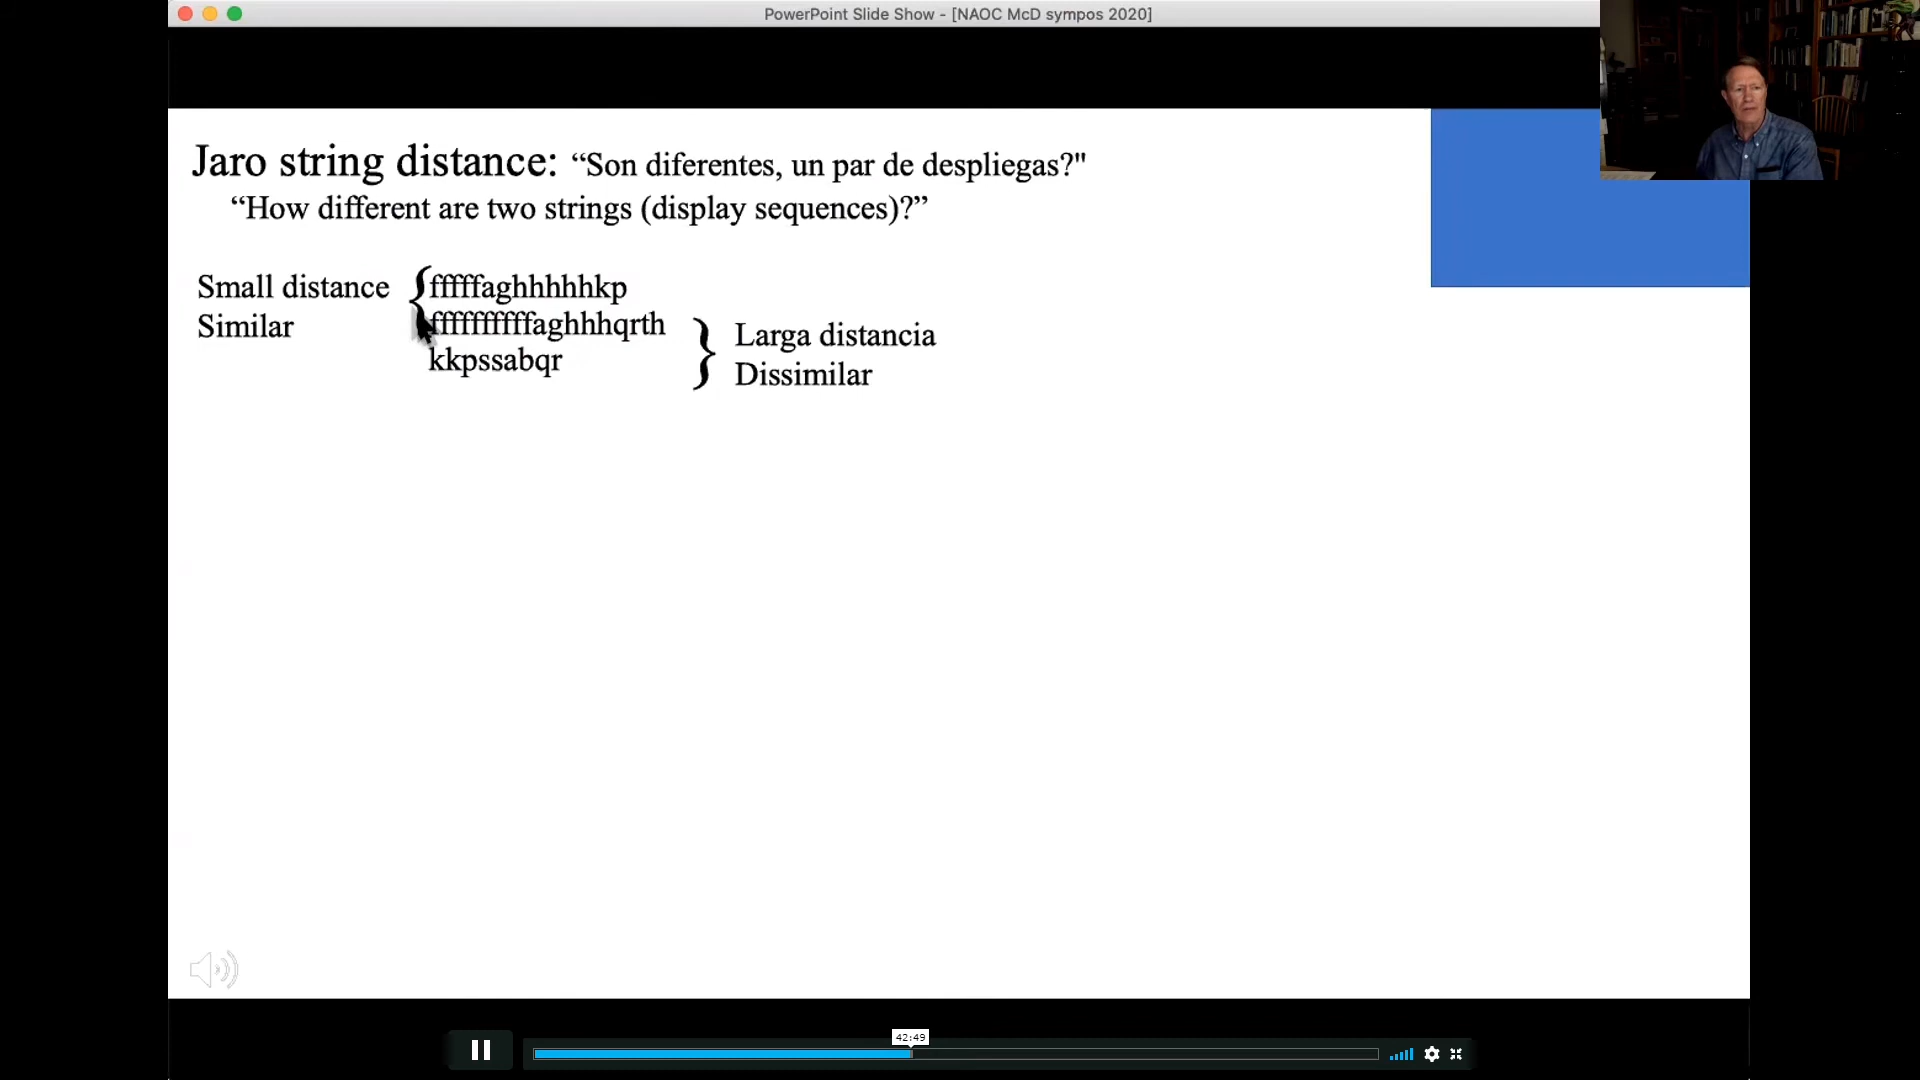 PowerPoint Slide Show - [NAOC McD sympos 2020]
Jaro string distance: “Son diferentes, un par de despliegas?"
“How different are two strings (display sequences)?”
Small distance
Similar
fffffaghhhhhkp
ffffffffffaghhhqrth
kkpssabqr
Larga distancia
Dissimilar
42:49